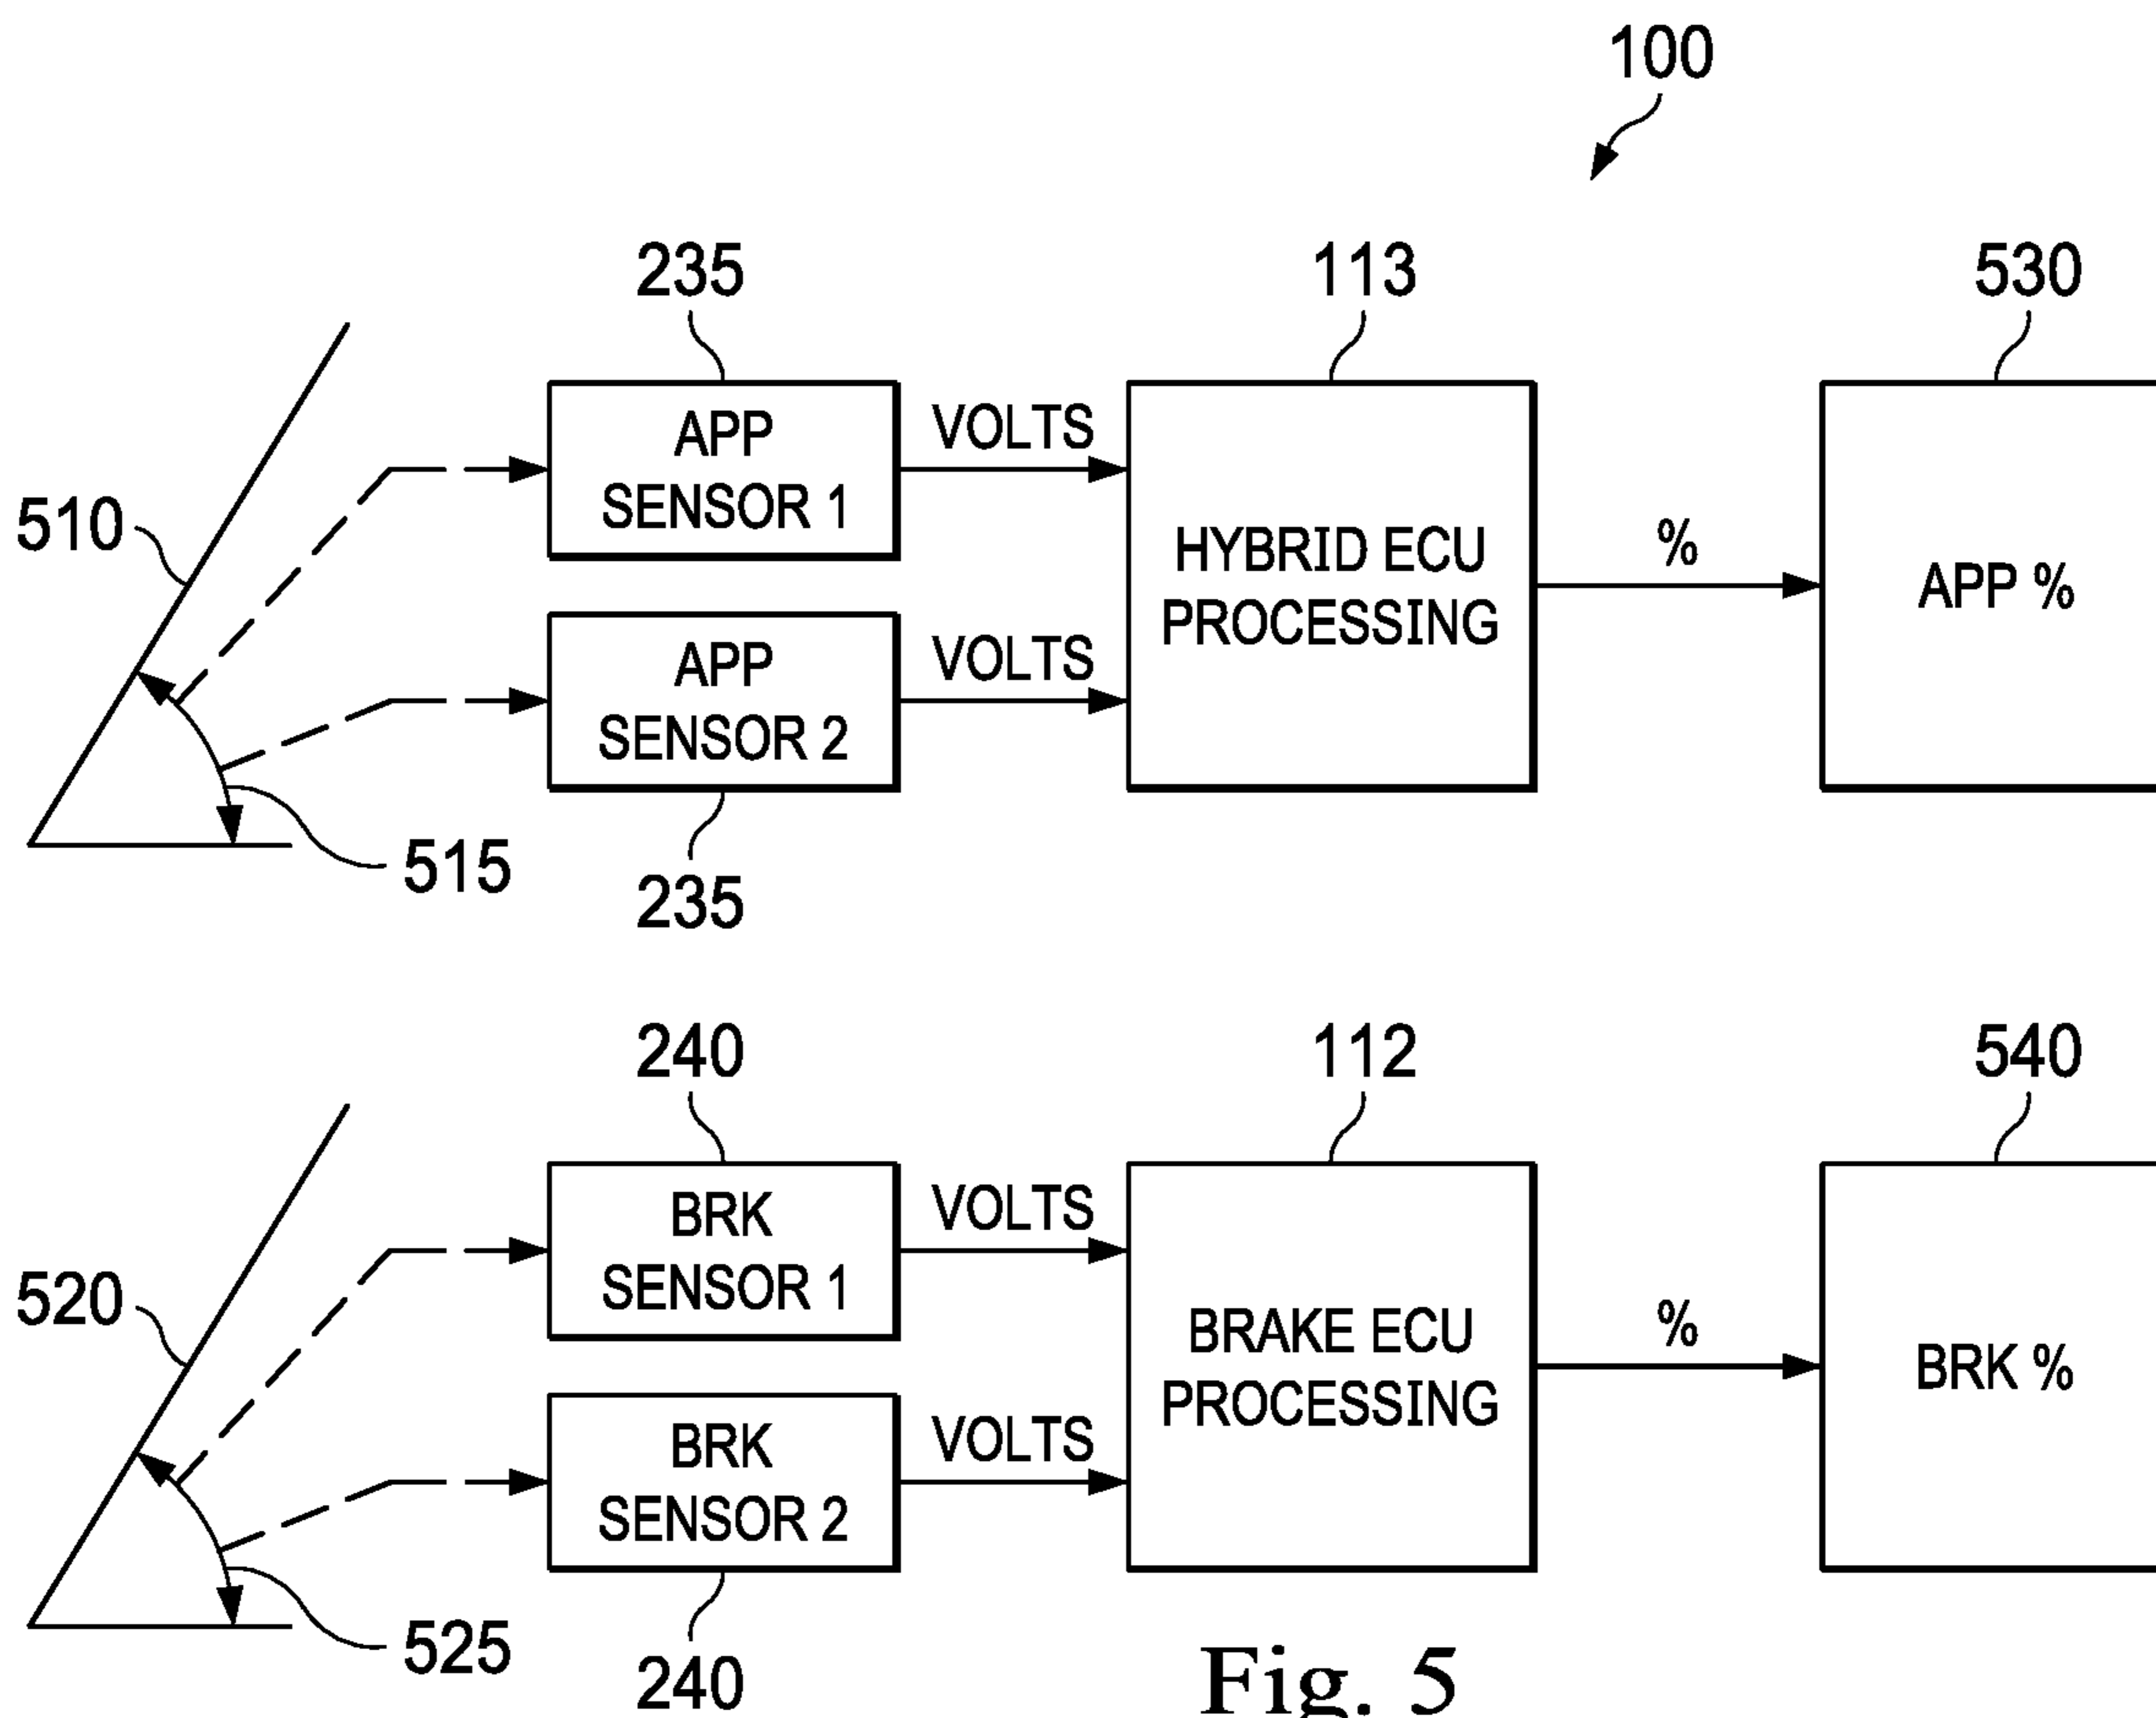 100
235
113
530
510
APP
SENSOR 1
VOLTS
HYBRID ECU
PROCESSING
%
APP %
APP
SENSOR 2
VOLTS
515
235
240
112
540
520
BRK
SENSOR 1
VOLTS
BRAKE ECU
PROCESSING
%
BRK %
BRK
SENSOR 2
VOLTS
525
240
Fig. 5